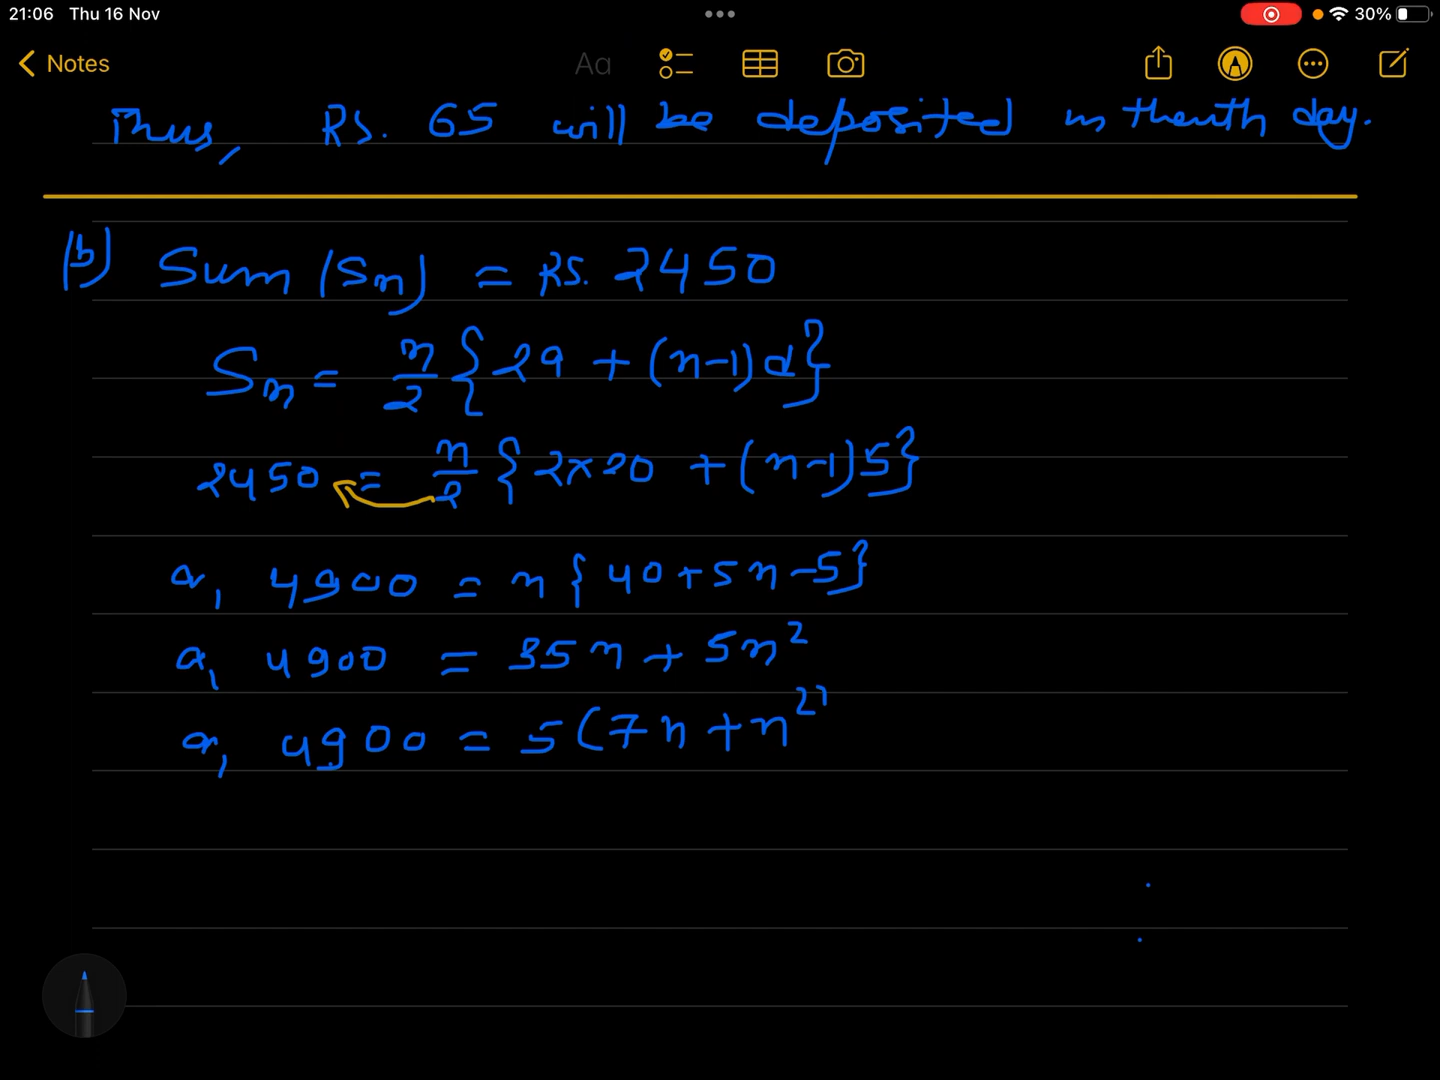 21:06 Thu 16 Nov 30%
Notes Aa
Thus, RS. 65 will be deposited in day.
(b) Sum (Sn) = RS. 2450
Sn = n/2 {2a + (n-1)d}
2450 = n/2 {2×20 + (n-1)5}
or, 4900 = n {40+5n-5}
or, 4900 = 35n + 5n²
or, 4900 = 5(7n+n²)